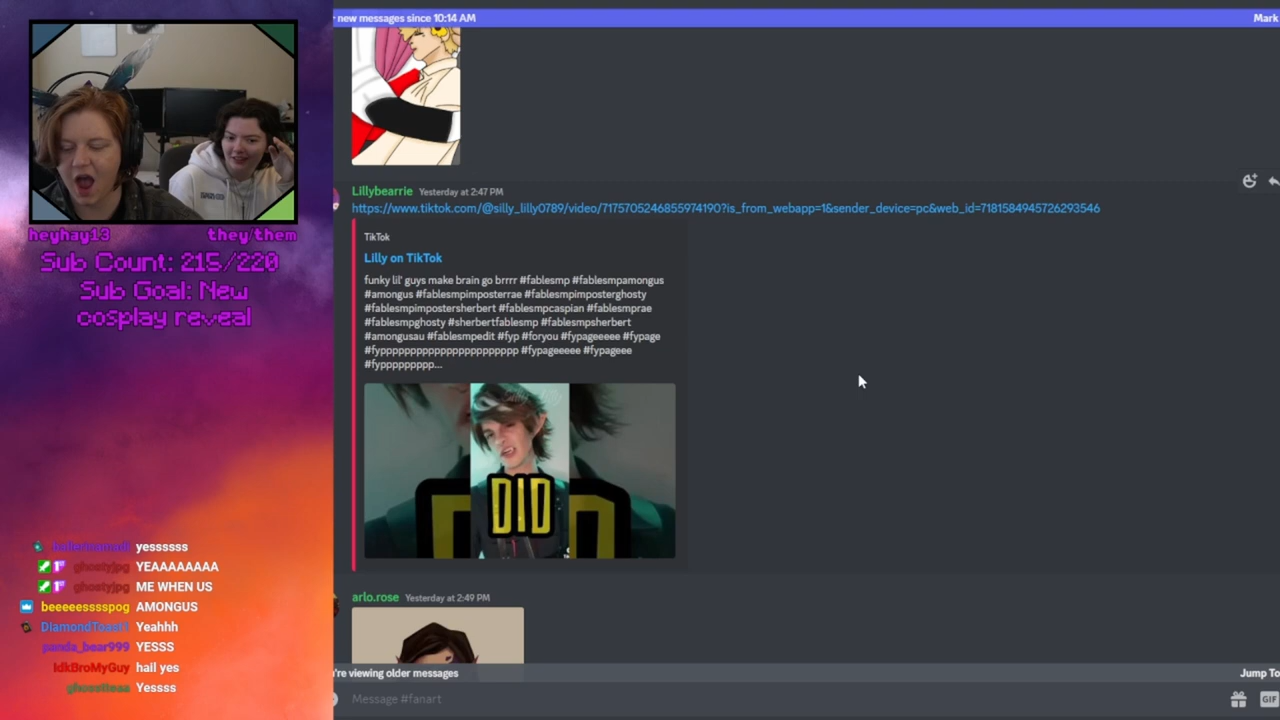 heyhay13 they/them
Sub Count: 215/220
Sub Goal: New
cosplay reveal
yessssss
ghostyjpg YEAAAAAAAA
ghostyjpg ME WHEN US
beeeeesssspog AMONGUS
DiamondToast1 Yeahhh
panda_bear999 YESSS
IdkBroMyGuy hail yes
Yessss
new messages since 10:14 AM
Mark
Lillybearrie Yesterday at 2:47 PM
https://www.tiktok.com/@silly_lilly0789/video/7175705246855974190?is_from_webapp=1&sender_device=pc&web_id=7181584945726293546
TikTok
Lilly on TikTok
funky lil' guys make brain go brrrr #fablesmp #fablesmpamongus
#amongus #fablesmpimposterrae #fablesmpimposterghosty
#fablesmpimpostersherbert #fablesmpcaspian #fablesmprae
#fablesmpghosty #sherbertfablesmp #fablesmpsherbert
#amongusau #fablesmpedit #fyp #foryou #fypageeeee #fypage
#fyppppppppppppppppppppppp #fypageeeee #fypageee
#fypppppppp...
DID
arlo.rose Yesterday at 2:49 PM
're viewing older messages
Jump To
Message #fanart
GIF